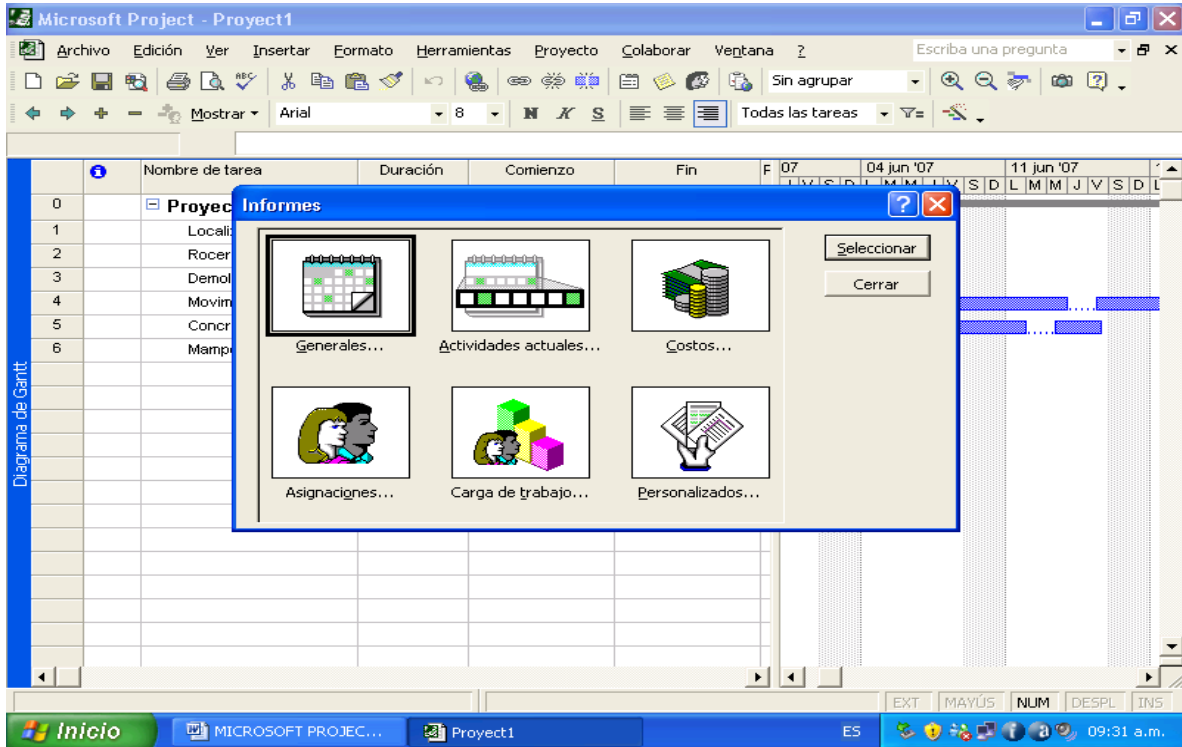 Microsoft Project - Proyect1
Archivo Edición Ver Insertar Formato Herramientas Proyecto Colaborar Ventana ? Escriba una pregunta
Sin agrupar
Mostrar Arial 8 N K S Todas las tareas
Nombre de tarea Duración Comienzo Fin 07 04 jun '07 11 jun '07
S D L M M J V S D L
0 Proyec
1 Locali
2 Rocer
3 Demol
4 Movim
5 Concr
6 Mamp
Diagrama de Gantt
Informes
Seleccionar
Cerrar
Generales... Actividades actuales... Costos...
Asignaciones... Carga de trabajo... Personalizados...
EXT MAYÚS NUM DESPL INS
Inicio MICROSOFT PROJEC... Proyect1 ES 09:31 a.m.